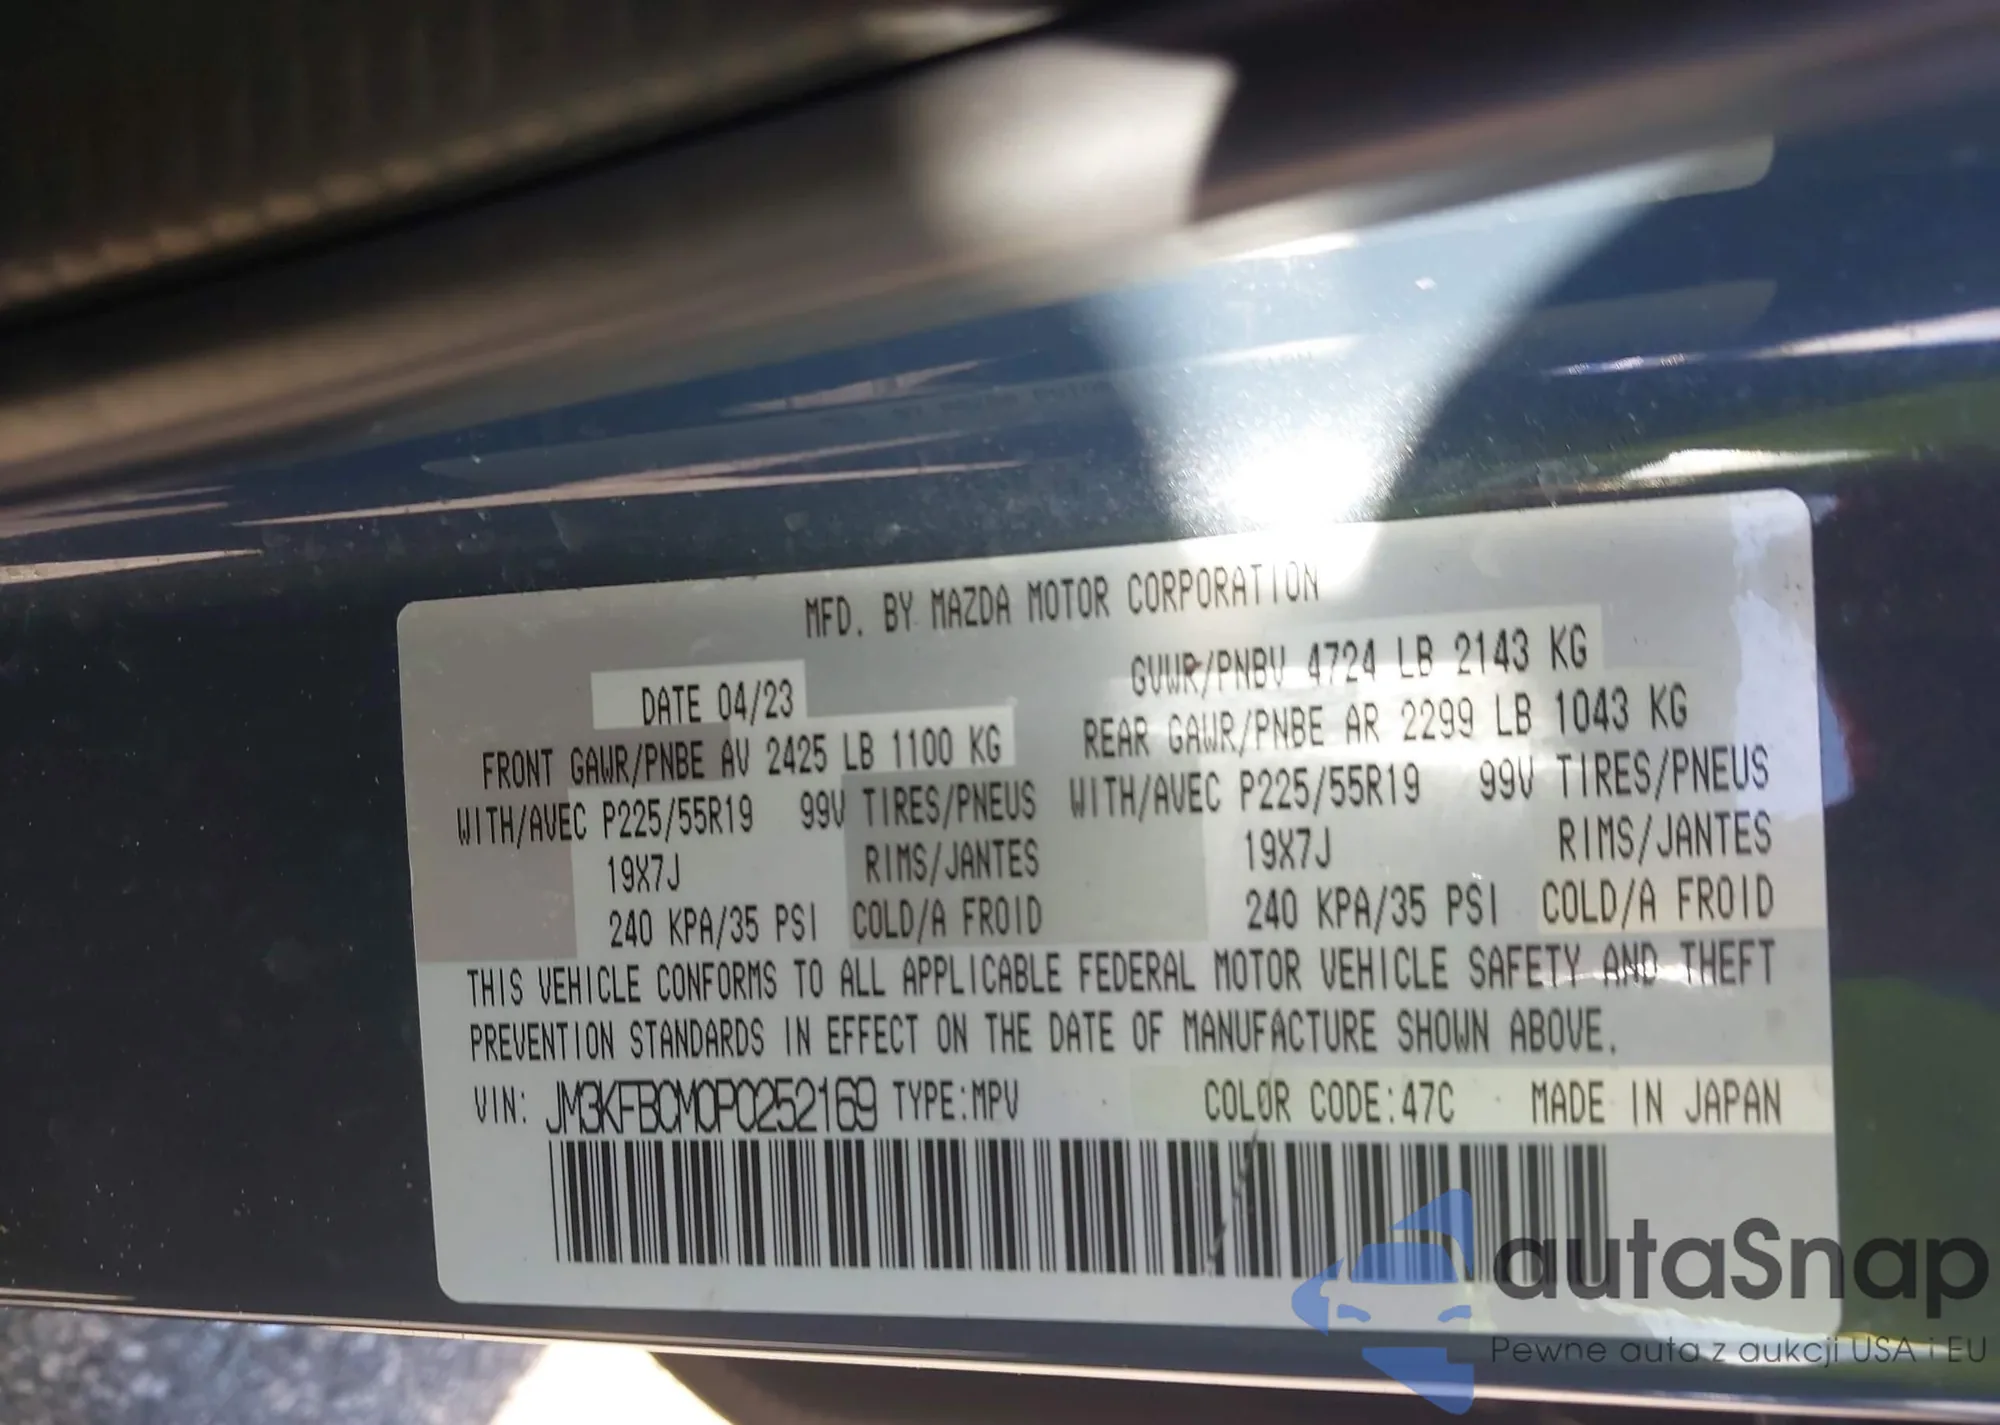 MFD. BY MAZDA MOTOR CORPORATION
DATE 04/23 GVWR/PNBV 4724 LB 2143 KG
FRONT GAWR/PNBE AV 2425 LB 1100 KG REAR GAWR/PNBE AR 2299 LB 1043 KG
WITH/AVEC P225/55R19 99V TIRES/PNEUS WITH/AVEC P225/55R19 99V TIRES/PNEUS
19X7J RIMS/JANTES 19X7J RIMS/JANTES
240 KPA/35 PSI COLD/A FROID 240 KPA/35 PSI COLD/A FROID
THIS VEHICLE CONFORMS TO ALL APPLICABLE FEDERAL MOTOR VEHICLE SAFETY AND THEFT
PREVENTION STANDARDS IN EFFECT ON THE DATE OF MANUFACTURE SHOWN ABOVE.
VIN: JM3KFBCM0P0252169 TYPE:MPV COLOR CODE:47C MADE IN JAPAN
autaSnap
Pewne auta z aukcji USA i EU